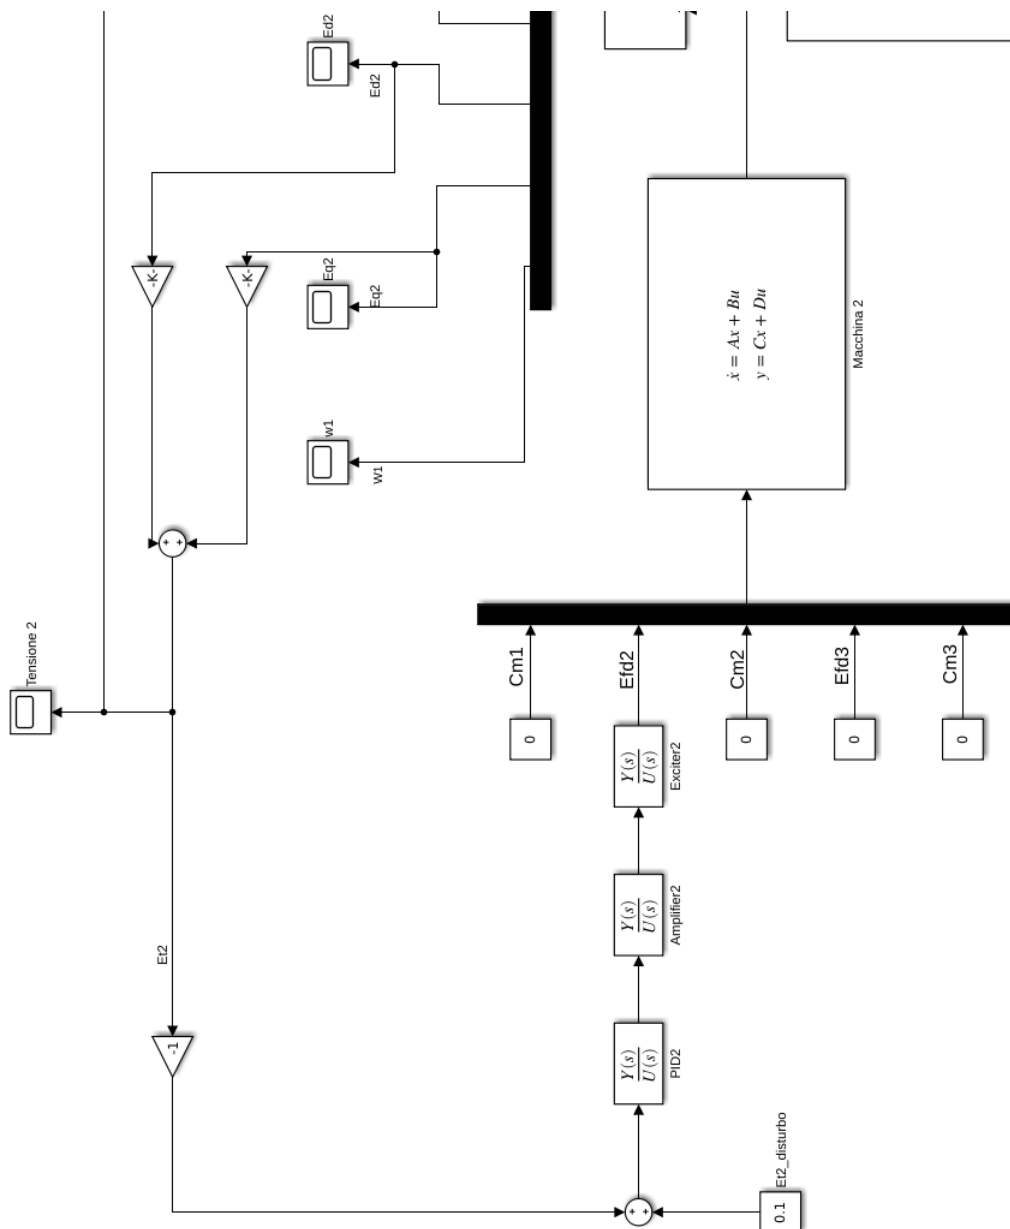 Tensione 2
-K-
Et2
-1
+
+
-K-
w1
Eq2
Ed2
W1
Eq2
Ed2
Cm1
0
Efd2
+
+
Y(s)
U(s)
PID2
Y(s)
U(s)
Amplifier2
Y(s)
U(s)
Exciter2
Cm2
0
ẋ = Ax + Bu
y = Cx + Du
Macchina 2
0.1
Et2_disturbo
Efd3
0
Cm3
0